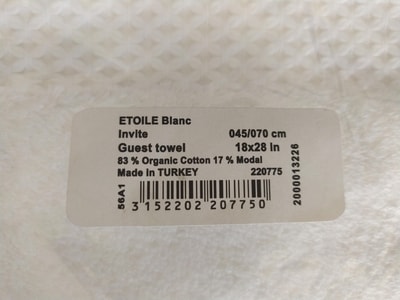 ETOILE Blanc
Invite 045/070 cm
Guest towel 18x28 in
83 % Organic Cotton 17 % Modal
Made in TURKEY 220775
56A1
3 152202 207750
2000013226